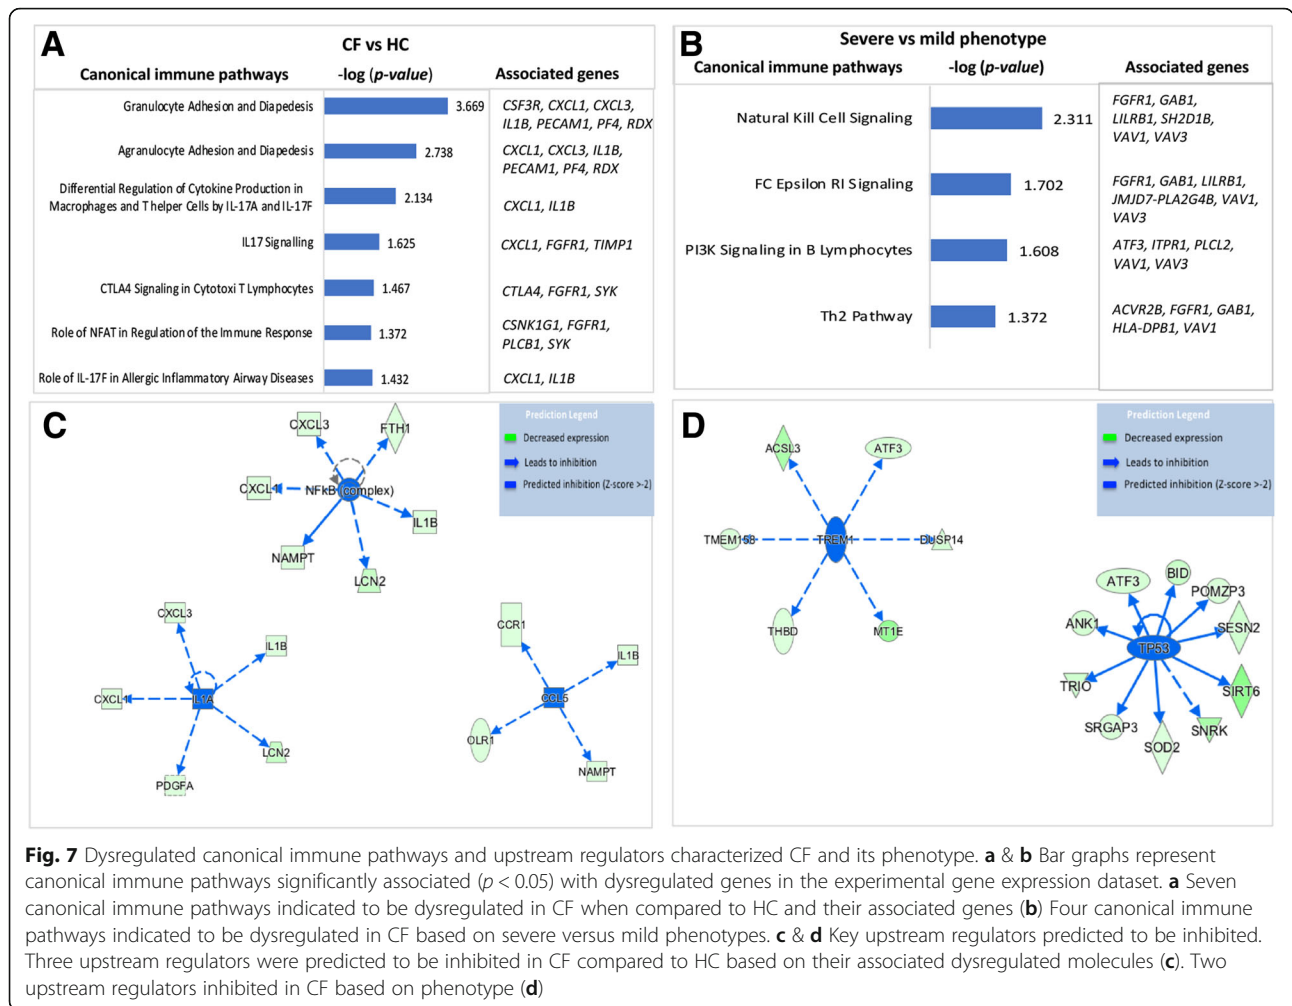 A
CF vs HC
Canonical immune pathways
-log (p-value)
Associated genes
Granulocyte Adhesion and Diapedesis
3.669
CSF3R, CXCL1, CXCL3,
IL1B, PECAM1, PF4, RDX
Agranulocyte Adhesion and Diapedesis
2.738
CXCL1, CXCL3, IL1B,
PECAM1, PF4, RDX
Differential Regulation of Cytokine Production in
Macrophages and T helper Cells by IL-17A and IL-17F
2.134
CXCL1, IL1B
IL17 Signalling
1.625
CXCL1, FGFR1, TIMP1
CTLA4 Signaling in Cytotoxi T Lymphocytes
1.467
CTLA4, FGFR1, SYK
Role of NFAT in Regulation of the Immune Response
1.372
CSNK1G1, FGFR1,
PLCB1, SYK
Role of IL-17F in Allergic Inflammatory Airway Diseases
1.432
CXCL1, IL1B
B
Severe vs mild phenotype
Canonical immune pathways
-log (p-value)
Associated genes
Natural Kill Cell Signaling
2.311
FGFR1, GAB1,
LILRB1, SH2D1B,
VAV1, VAV3
FC Epsilon RI Signaling
1.702
FGFR1, GAB1, LILRB1,
JMJD7-PLA2G4B, VAV1,
VAV3
PI3K Signaling in B Lymphocytes
1.608
ATF3, ITPR1, PLCL2,
VAV1, VAV3
Th2 Pathway
1.372
ACVR2B, FGFR1, GAB1,
HLA-DPB1, VAV1
C
Prediction Legend
Decreased expression
Leads to inhibition
Predicted inhibition (Z-score >-2)
CXCL3
FTH1
CXCL1
NFkB (complex)
IL1B
NAMPT
LCN2
CXCL3
IL1B
CXCL1
IL1A
LCN2
PDGFA
CCR1
IL1B
CCL5
OLR1
NAMPT
D
Prediction Legend
Decreased expression
Leads to inhibition
Predicted inhibition (Z-score >-2)
ACSL3
ATF3
TMEM158
TREM1
DUSP14
THBD
MT1E
ATF3
BID
POMZP3
ANK1
SESN2
TP53
TRIO
SIRT6
SRGAP3
SNRK
SOD2
Fig. 7 Dysregulated canonical immune pathways and upstream regulators characterized CF and its phenotype. a & b Bar graphs represent
canonical immune pathways significantly associated (p < 0.05) with dysregulated genes in the experimental gene expression dataset. a Seven
canonical immune pathways indicated to be dysregulated in CF when compared to HC and their associated genes (b) Four canonical immune
pathways indicated to be dysregulated in CF based on severe versus mild phenotypes. c & d Key upstream regulators predicted to be inhibited.
Three upstream regulators were predicted to be inhibited in CF compared to HC based on their associated dysregulated molecules (c). Two
upstream regulators inhibited in CF based on phenotype (d)